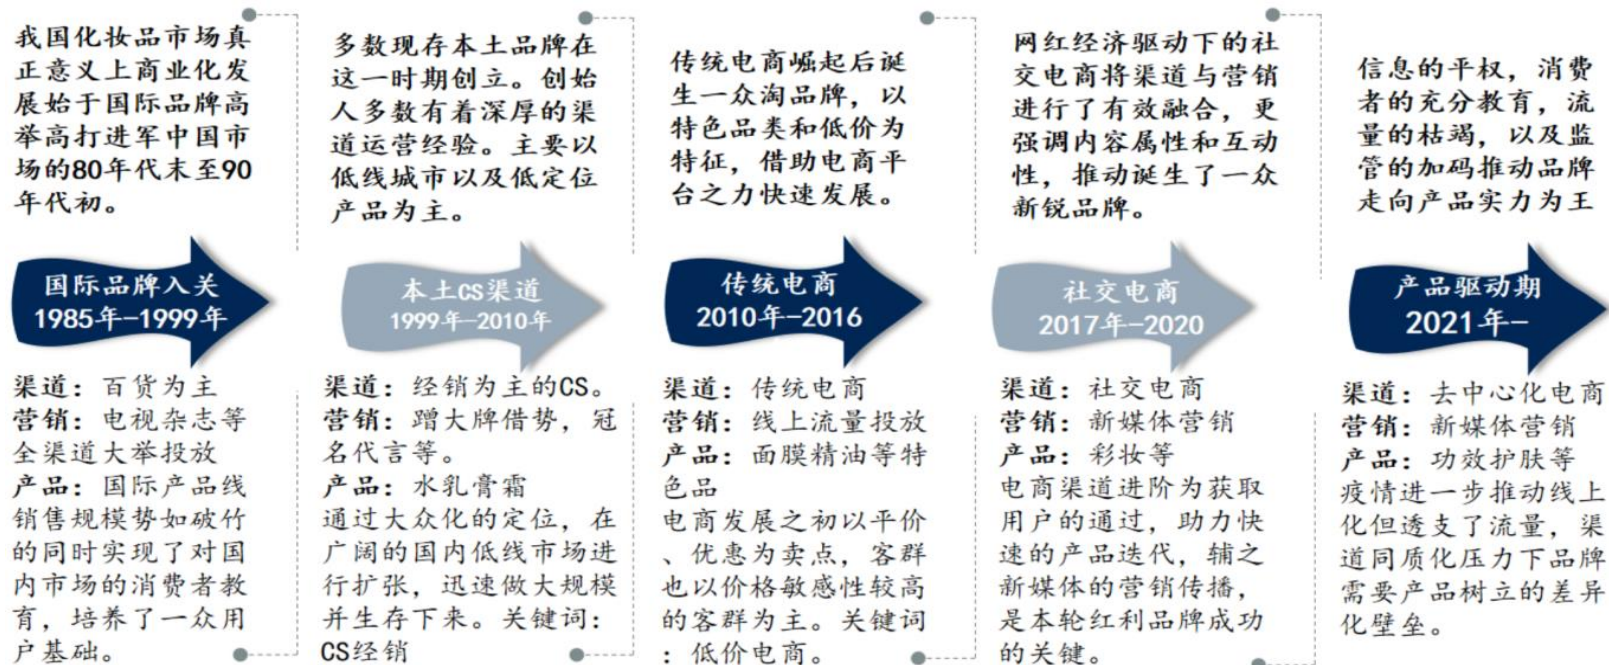 我国化妆品市场真
正意义上商业化发
展始于国际品牌高
举高打进军中国市
场的80年代末至90
年代初。
国际品牌入关
1985年—1999年
渠道：百货为主
营销：电视杂志等
全渠道大举投放
产品：国际产品线
销售规模势如破竹
的同时实现了对国
内市场的消费者教
育，培养了一众用
户基础。
多数现存本土品牌在
这一时期创立。创始
人多数有着深厚的渠
道运营经验。主要以
低线城市以及低定位
产品为主。
本土CS渠道
1999年—2010年
渠道：经销为主的CS。
营销：蹭大牌借势，冠
名代言等。
产品：水乳膏霜
通过大众化的定位，在
广阔的国内低线市场进
行扩张，迅速做大规模
并生存下来。关键词：
CS经销
传统电商崛起后诞
生一众淘品牌，以
特色品类和低价为
特征，借助电商平
台之力快速发展。
传统电商
2010年—2016
渠道：传统电商
营销：线上流量投放
产品：面膜精油等特
色品
电商发展之初以平价
、优惠为卖点，客群
也以价格敏感性较高
的客群为主。关键词
：低价电商。
网红经济驱动下的社
交电商将渠道与营销
进行了有效融合，更
强调内容属性和互动
性，推动诞生了一众
新锐品牌。
社交电商
2017年—2020
渠道：社交电商
营销：新媒体营销
产品：彩妆等
电商渠道进阶为获取
用户的通过，助力快
速的产品迭代，辅之
新媒体的营销传播，
是本轮红利品牌成功
的关键。
信息的平权，消费
者的充分教育，流
量的枯竭，以及监
管的加码推动品牌
走向产品实力为王
产品驱动期
2021年—
渠道：去中心化电商
营销：新媒体营销
产品：功效护肤等
疫情进一步推动线上
化但透支了流量，渠
道同质化压力下品牌
需要产品树立的差异
化壁垒。